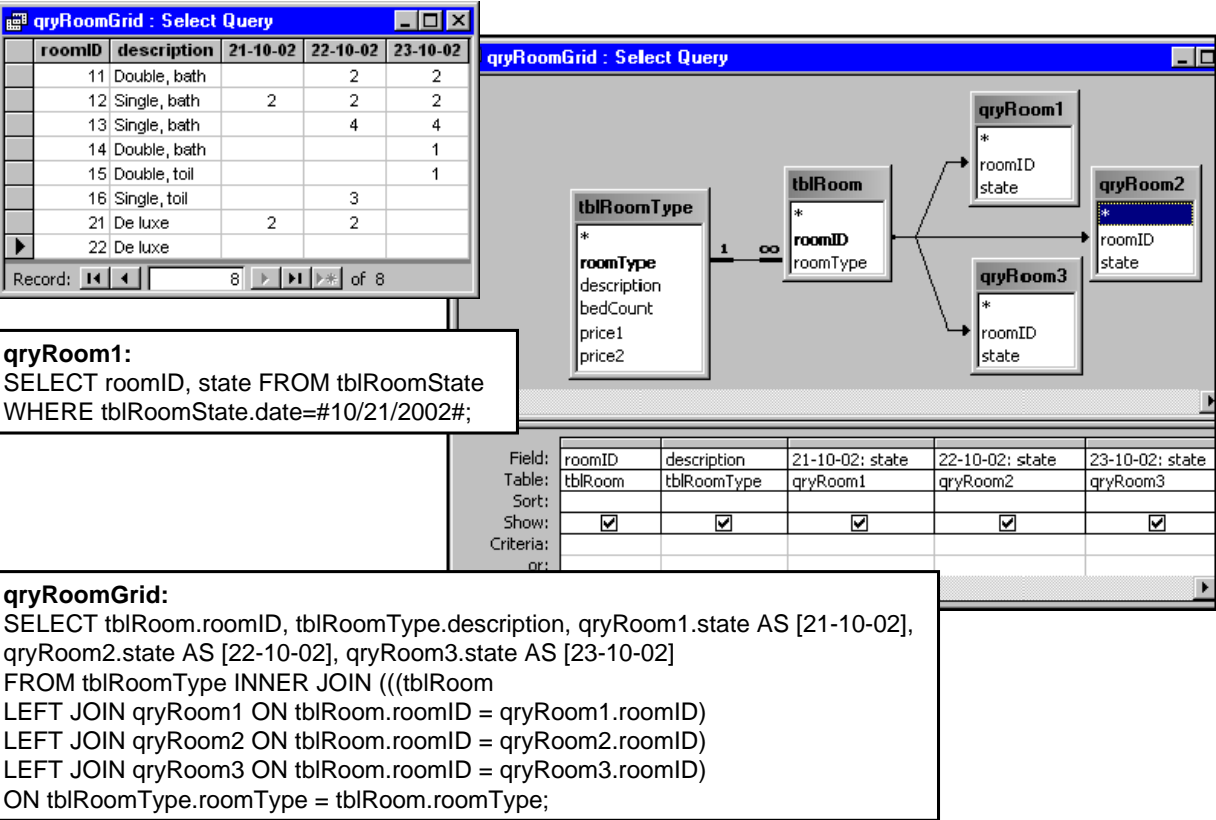 qryRoomGrid : Select Query
roomID description 21-10-02 22-10-02 23-10-02
11 Double, bath 2 2
12 Single, bath 2 2 2
13 Single, bath 4 4
14 Double, bath 1
15 Double, toil 1
16 Single, toil 3
21 De luxe 2 2
22 De luxe
Record: 8 of 8
qryRoomGrid : Select Query
tblRoomType
*
roomType
description
bedCount
price1
price2
1 ∞
tblRoom
*
roomID
roomType
qryRoom1
*
roomID
state
qryRoom2
*
roomID
state
qryRoom3
*
roomID
state
qryRoom1:
SELECT roomID, state FROM tblRoomState
WHERE tblRoomState.date=#10/21/2002#;
Field: roomID description 21-10-02: state 22-10-02: state 23-10-02: state
Table: tblRoom tblRoomType qryRoom1 qryRoom2 qryRoom3
Sort:
Show:
Criteria:
or:
qryRoomGrid:
SELECT tblRoom.roomID, tblRoomType.description, qryRoom1.state AS [21-10-02],
qryRoom2.state AS [22-10-02], qryRoom3.state AS [23-10-02]
FROM tblRoomType INNER JOIN (((tblRoom
LEFT JOIN qryRoom1 ON tblRoom.roomID = qryRoom1.roomID)
LEFT JOIN qryRoom2 ON tblRoom.roomID = qryRoom2.roomID)
LEFT JOIN qryRoom3 ON tblRoom.roomID = qryRoom3.roomID)
ON tblRoomType.roomType = tblRoom.roomType;